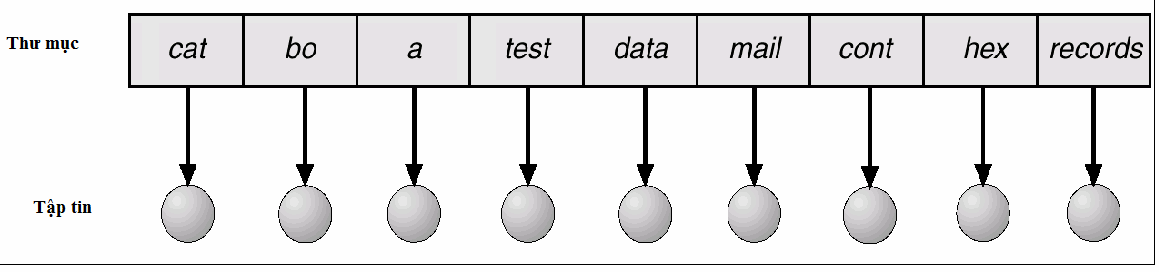 Thư mục cat bo a test data mail cont hex records
Tập tin